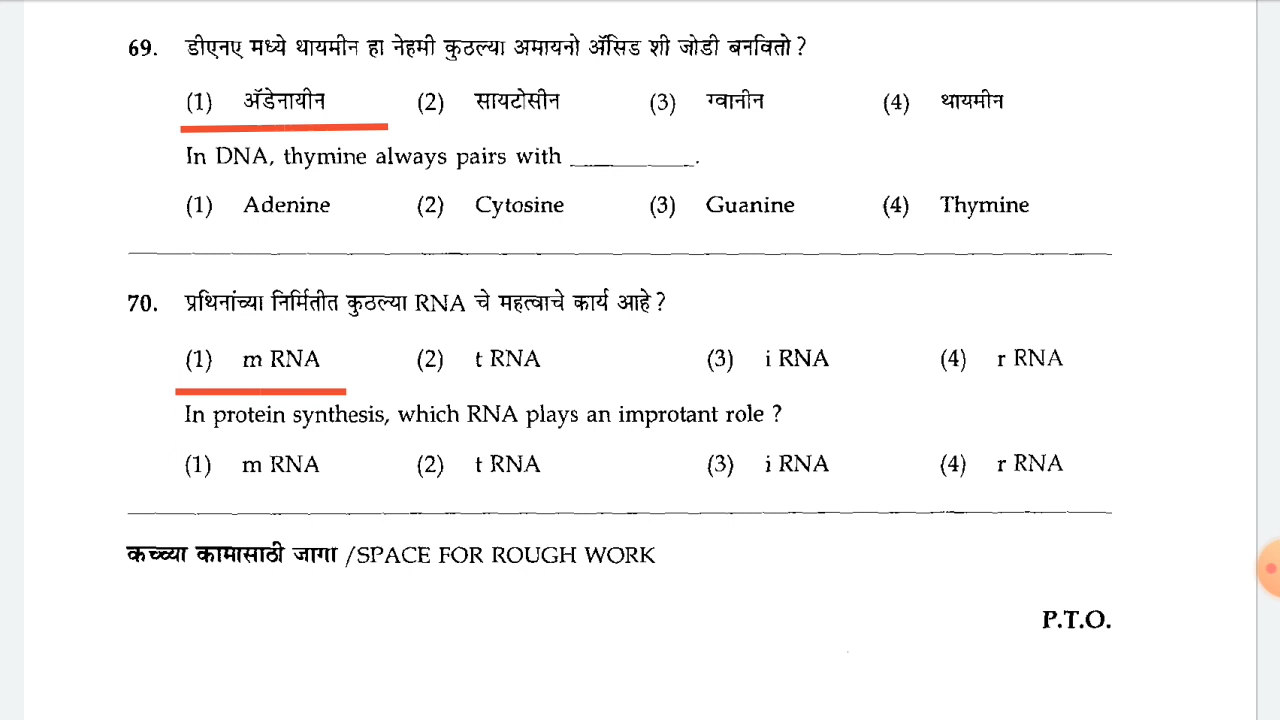 69. डीएनए मध्ये थायमीन हा नेहमी कुठल्या अमायनो ॲसिड शी जोडी बनवितो ?
(1) ॲडेनायीन (2) सायटोसीन (3) ग्वानीन (4) थायमीन
In DNA, thymine always pairs with __________.
(1) Adenine (2) Cytosine (3) Guanine (4) Thymine
70. प्रथिनांच्या निर्मितीत कुठल्या RNA चे महत्वाचे कार्य आहे ?
(1) m RNA (2) t RNA (3) i RNA (4) r RNA
In protein synthesis, which RNA plays an improtant role ?
(1) m RNA (2) t RNA (3) i RNA (4) r RNA
कच्च्या कामासाठी जागा /SPACE FOR ROUGH WORK
P.T.O.